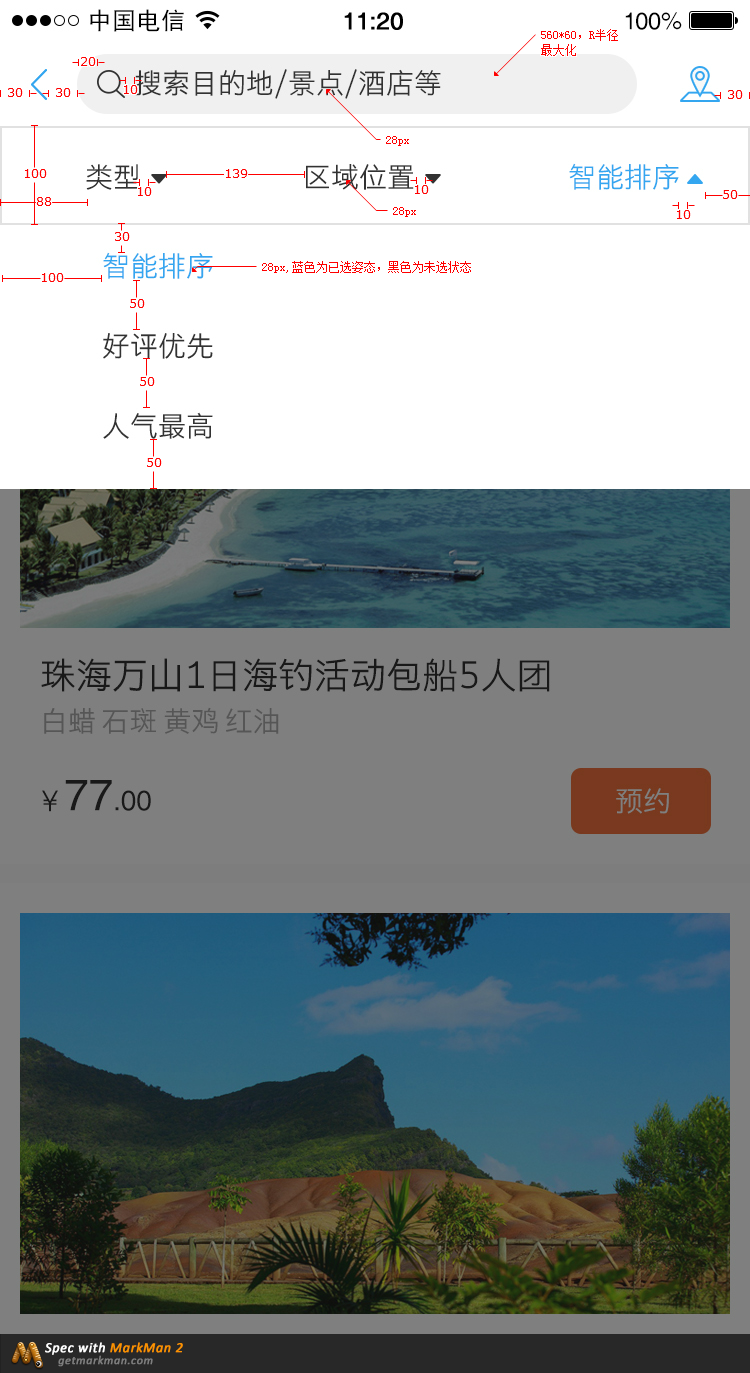 中国电信 11:20 100%
560*60，R半径
最大化
20
搜索目的地/景点/酒店等
10
30 30 30
28px
100 类型 139 区域位置 智能排序
10 10 50
88 28px 10
30
智能排序 28px,蓝色为已选姿态，黑色为未选状态
100
50
好评优先
50
人气最高
50
珠海万山1日海钓活动包船5人团
白蜡 石斑 黄鸡 红油
￥77.00 预约
Spec with MarkMan 2
getmarkman.com